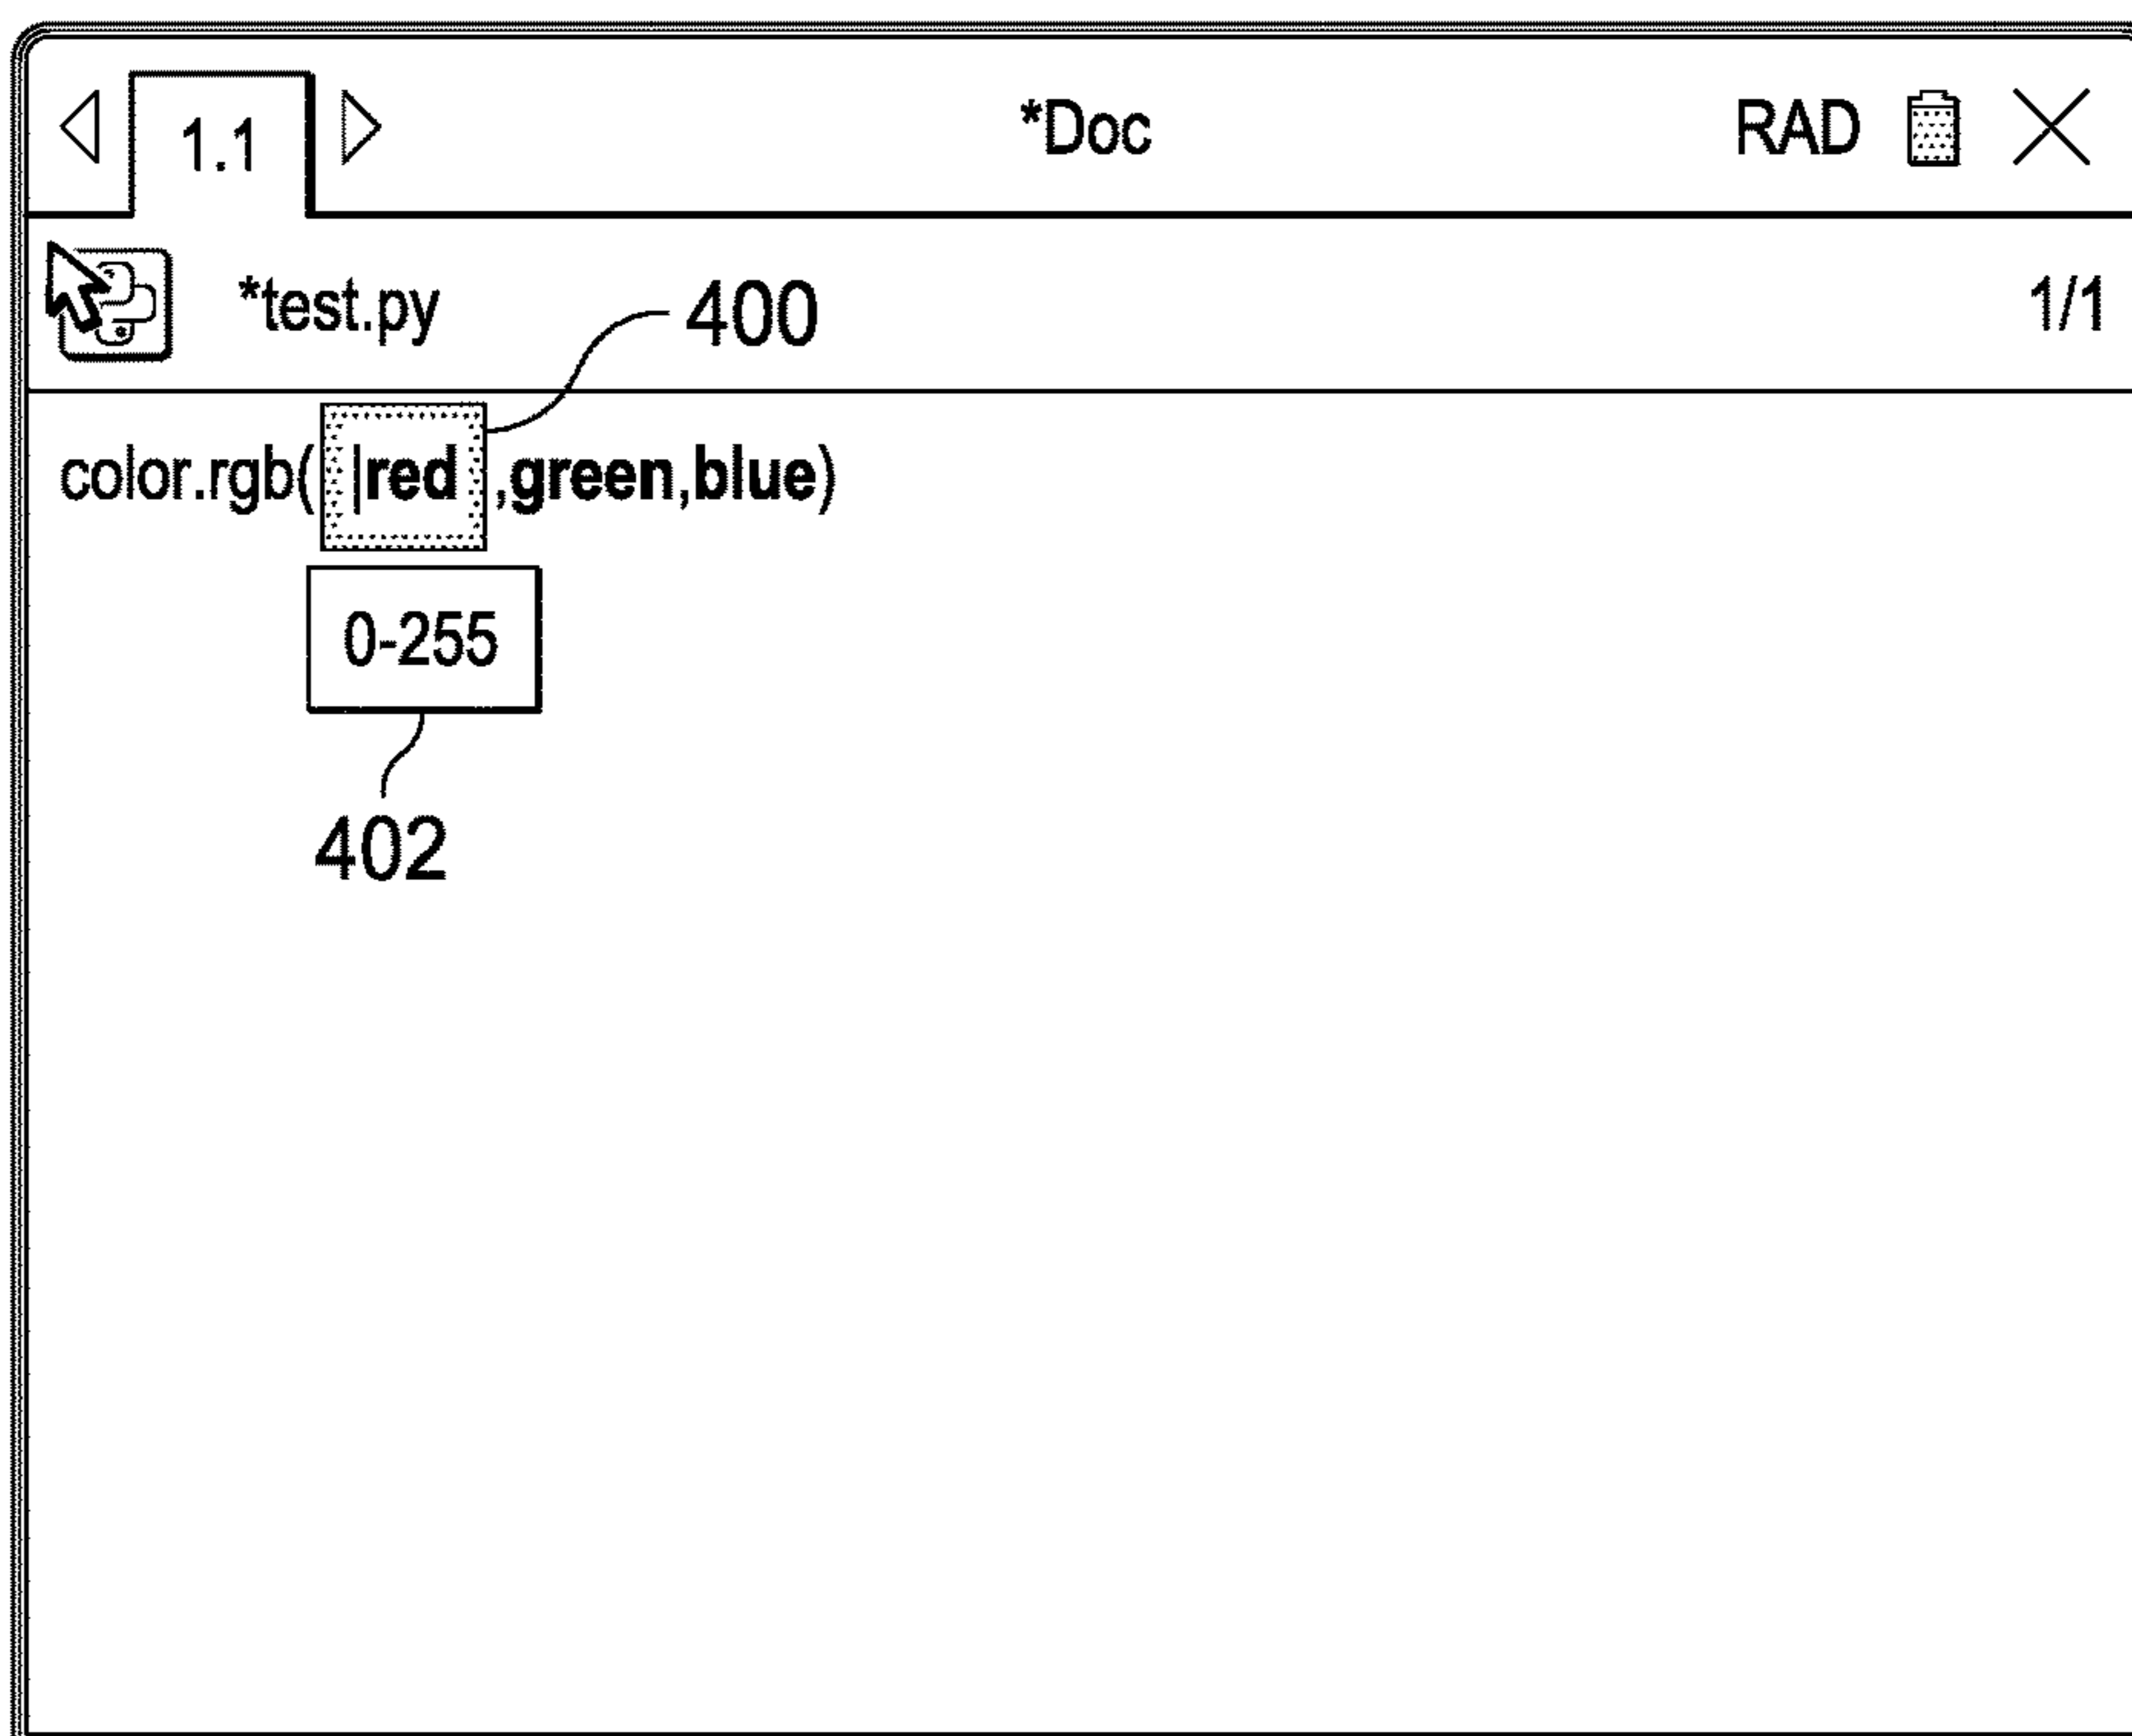 1.1 *Doc RAD
*test.py 400 1/1
color.rgb(red,green,blue)
0-255
402